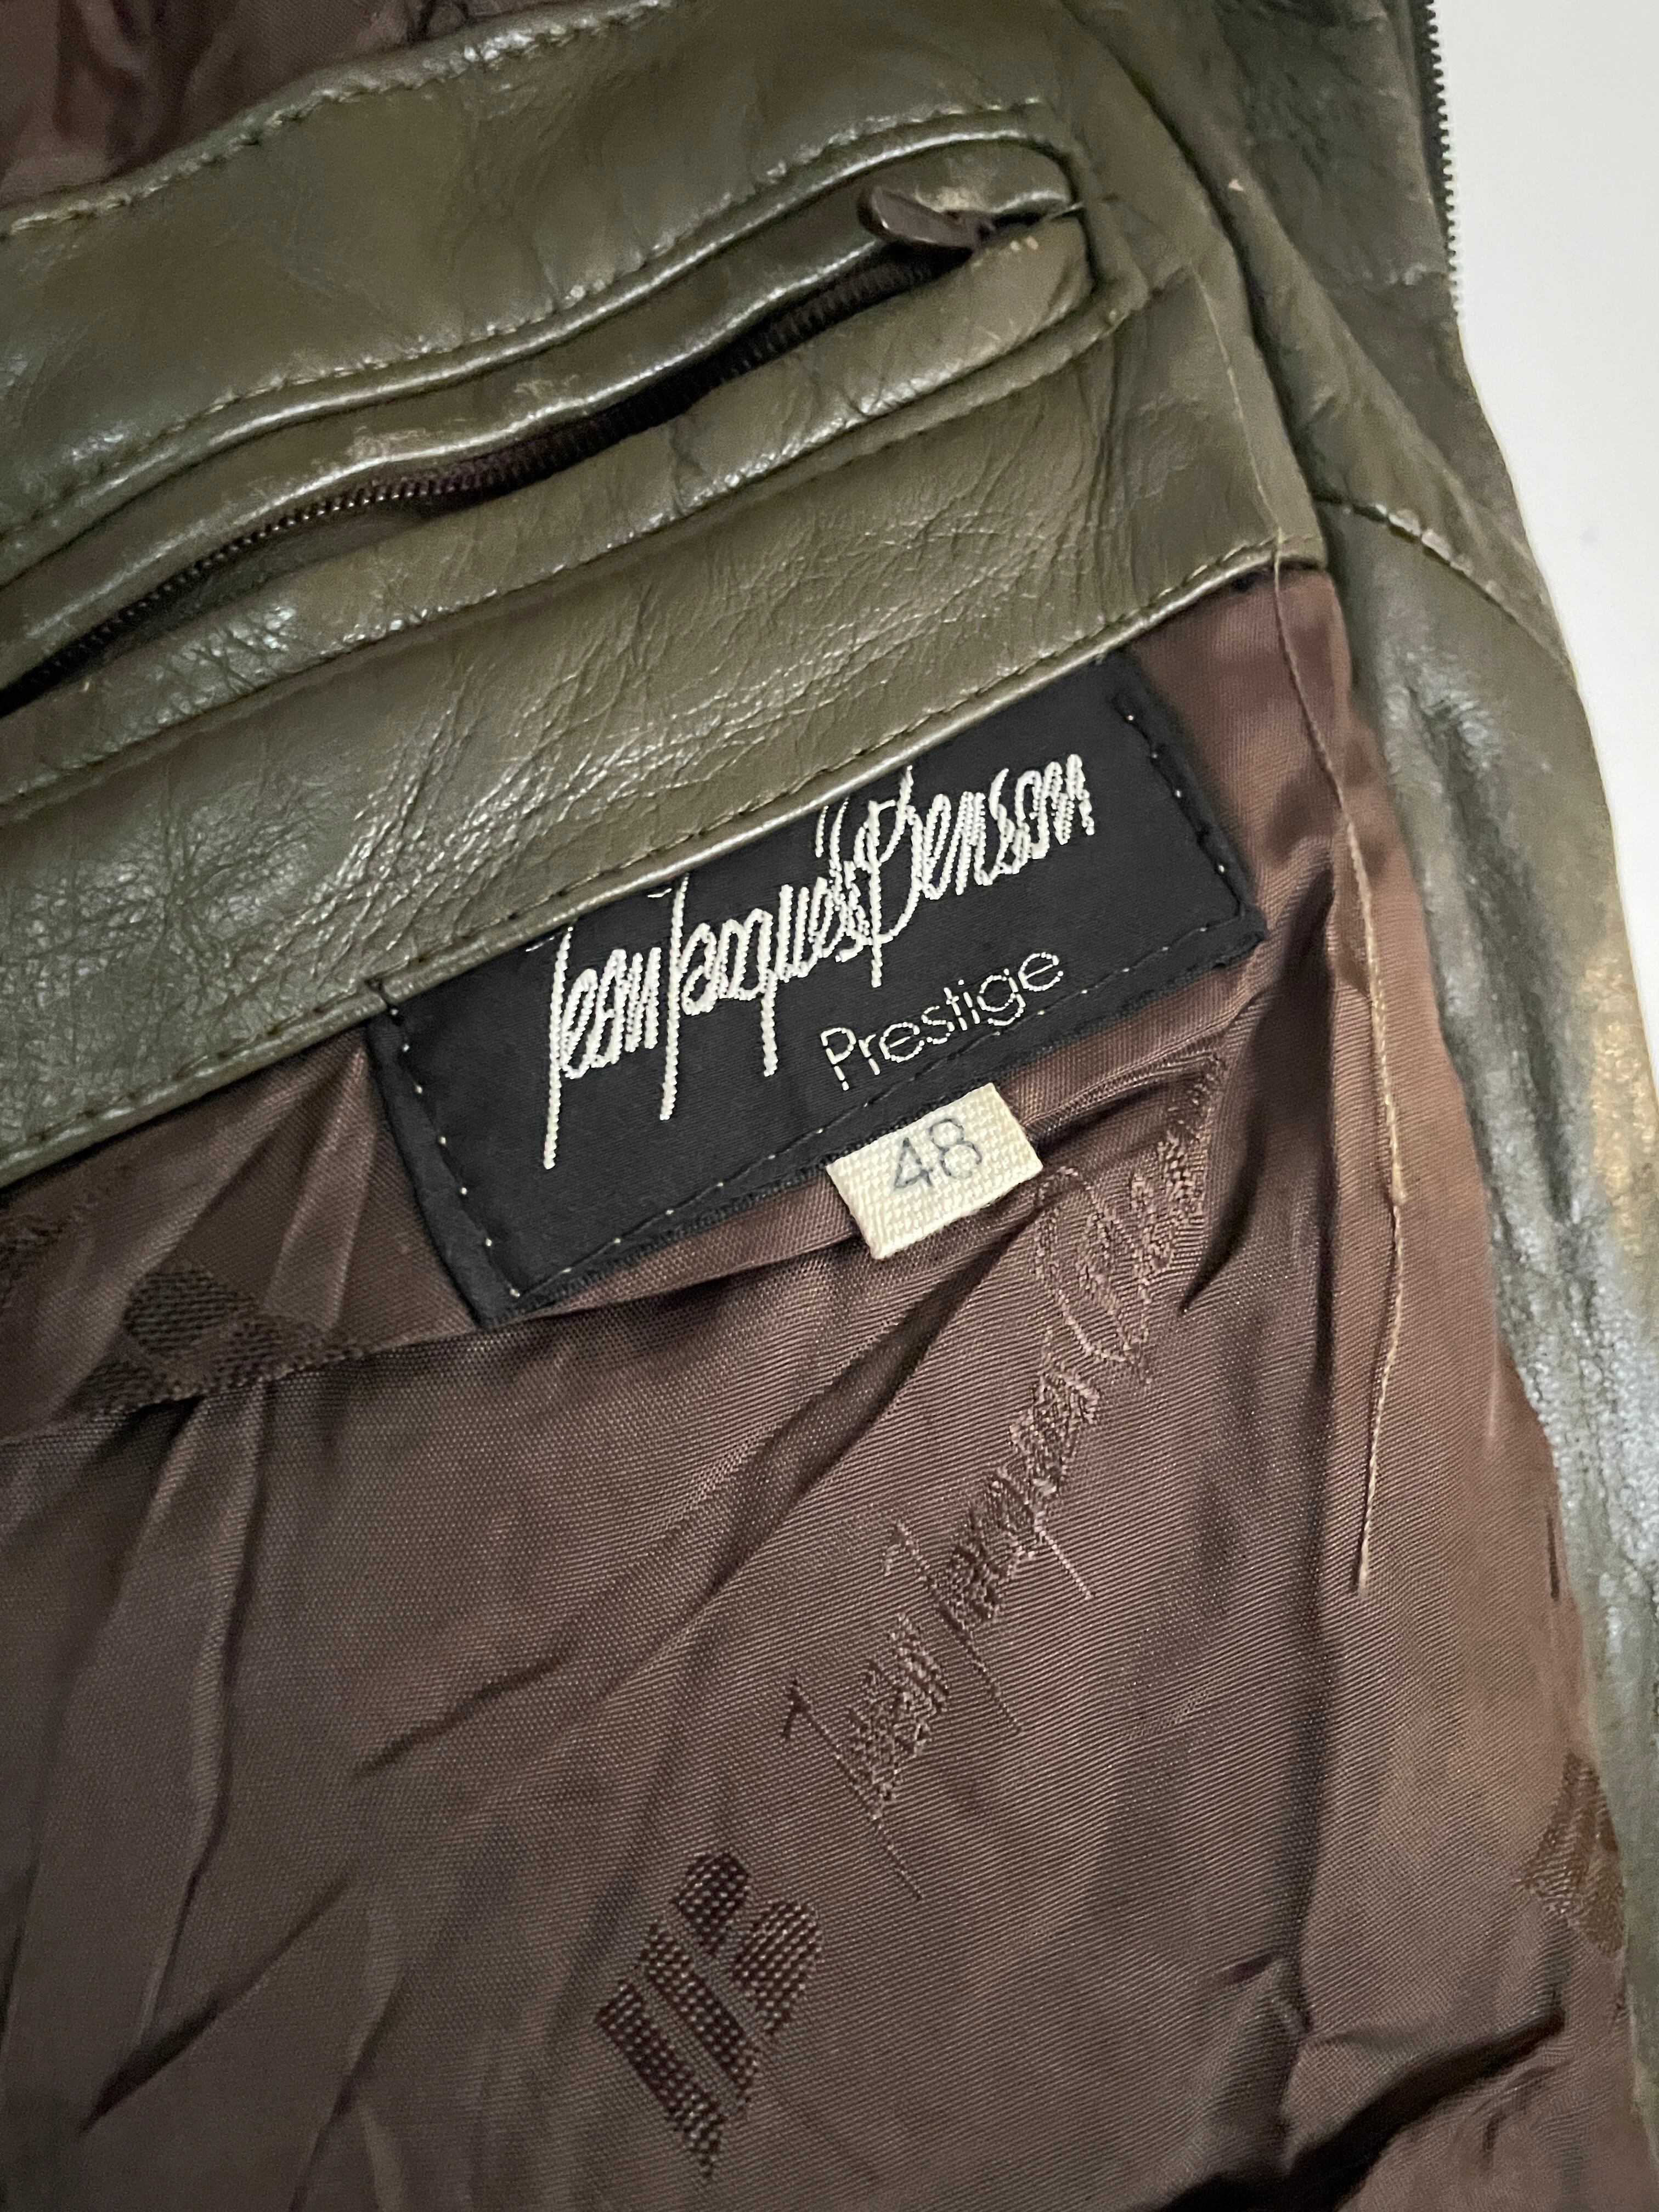 Jean Jacques Benson
Prestige
48